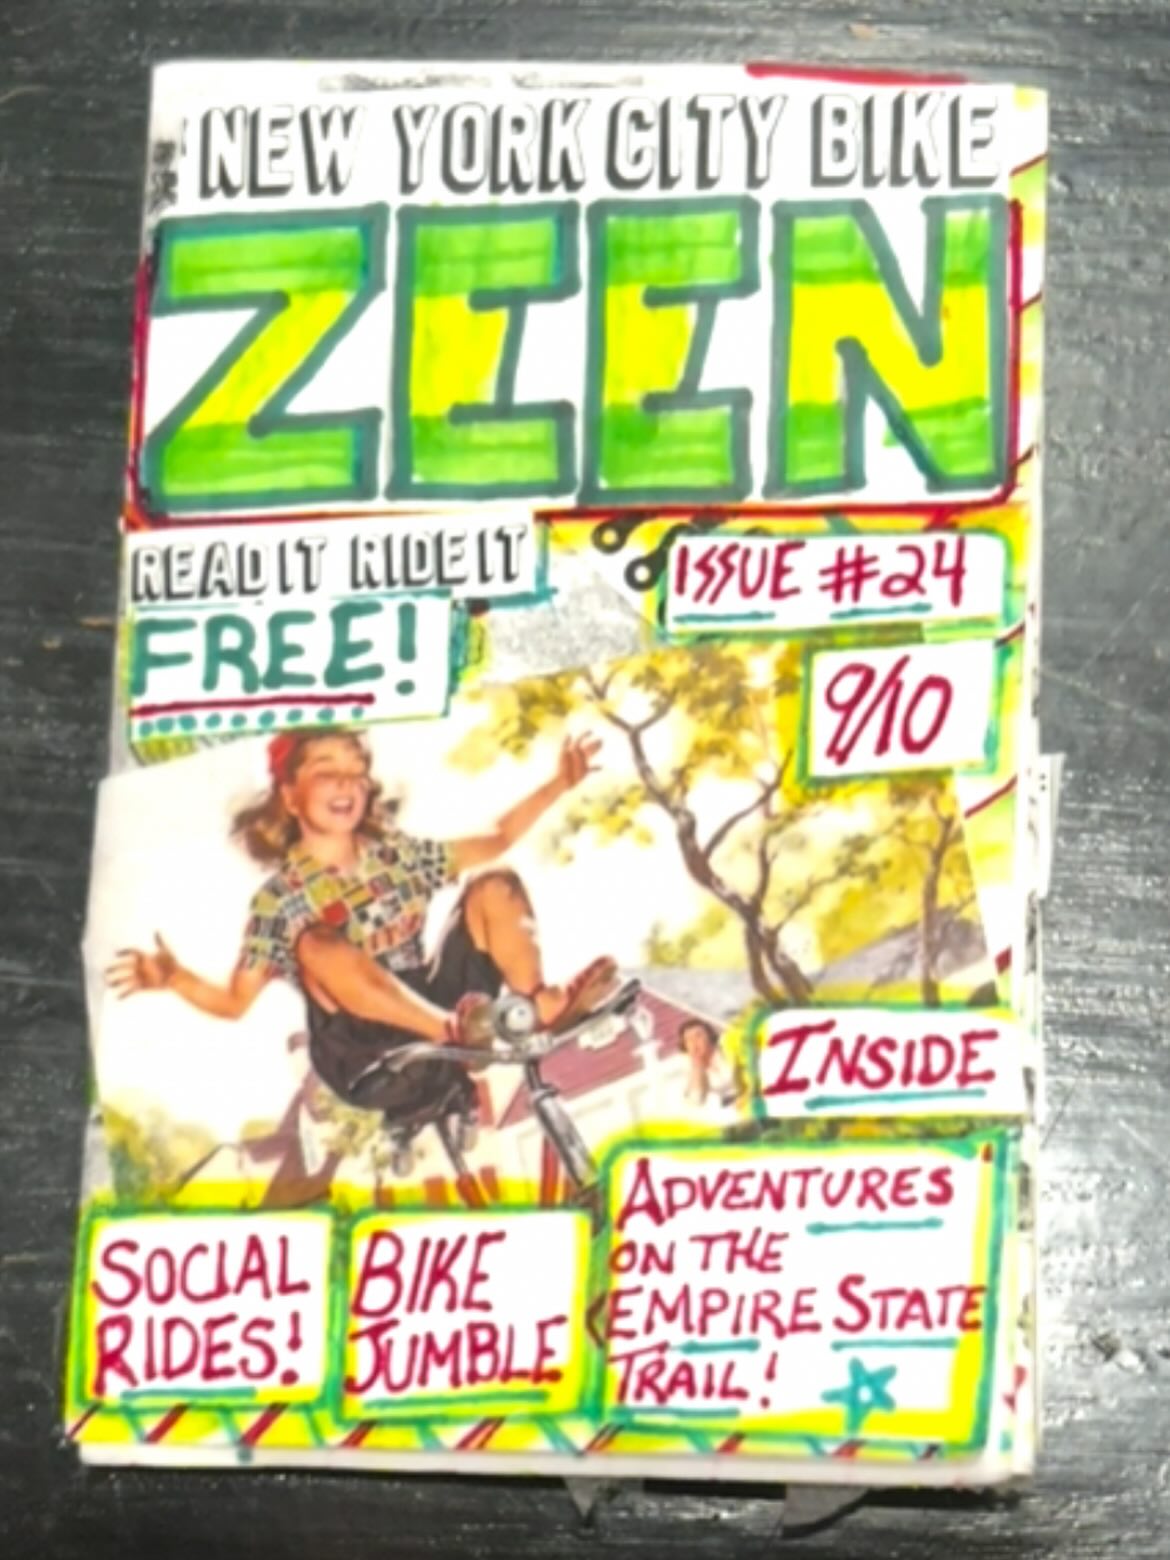 NEW YORK CITY BIKE
ZEEN
READ IT RIDE IT
FREE!
ISSUE #24
9/10
INSIDE
SOCIAL
RIDES!
BIKE
JUMBLE
ADVENTURES
ON THE
EMPIRE STATE
TRAIL!